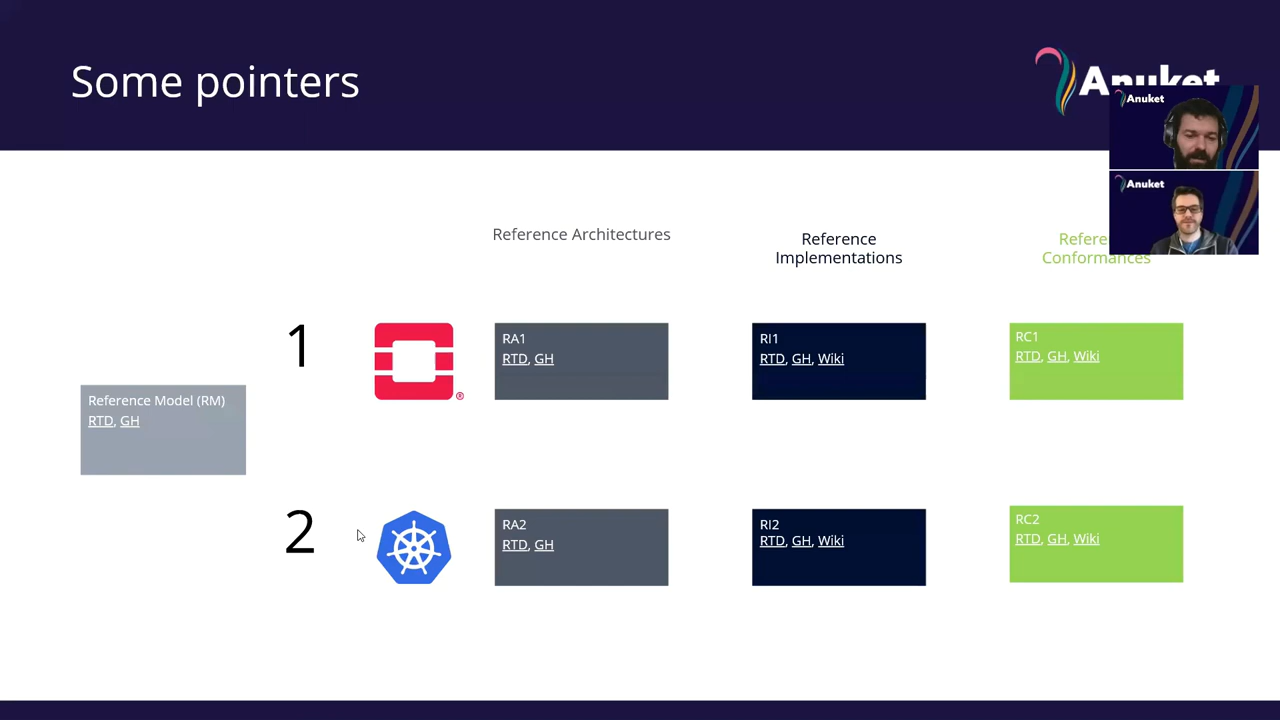 Some pointers
Anuket
Anuket
Anuket
Reference Architectures
Reference
Implementations
Conformances
1
RA1
RTD, GH
RI1
RTD, GH, Wiki
RC1
RTD, GH, Wiki
Reference Model (RM)
RTD, GH
2
RA2
RTD, GH
RI2
RTD, GH, Wiki
RC2
RTD, GH, Wiki
®